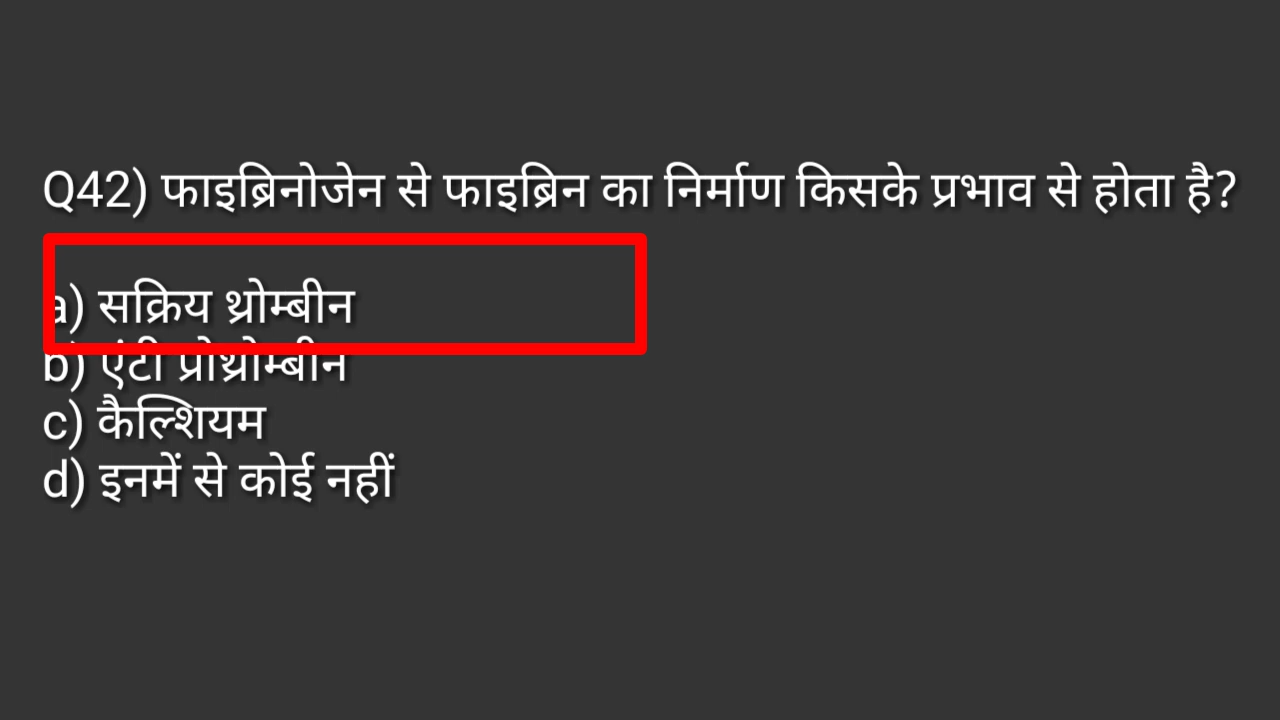 Q42) फाइब्रिनोजेन से फाइब्रिन का निर्माण किसके प्रभाव से होता है?
a) सक्रिय थ्रोम्बीन
b) एंटी प्रोथ्रोम्बीन
c) कैल्शियम
d) इनमें से कोई नहीं